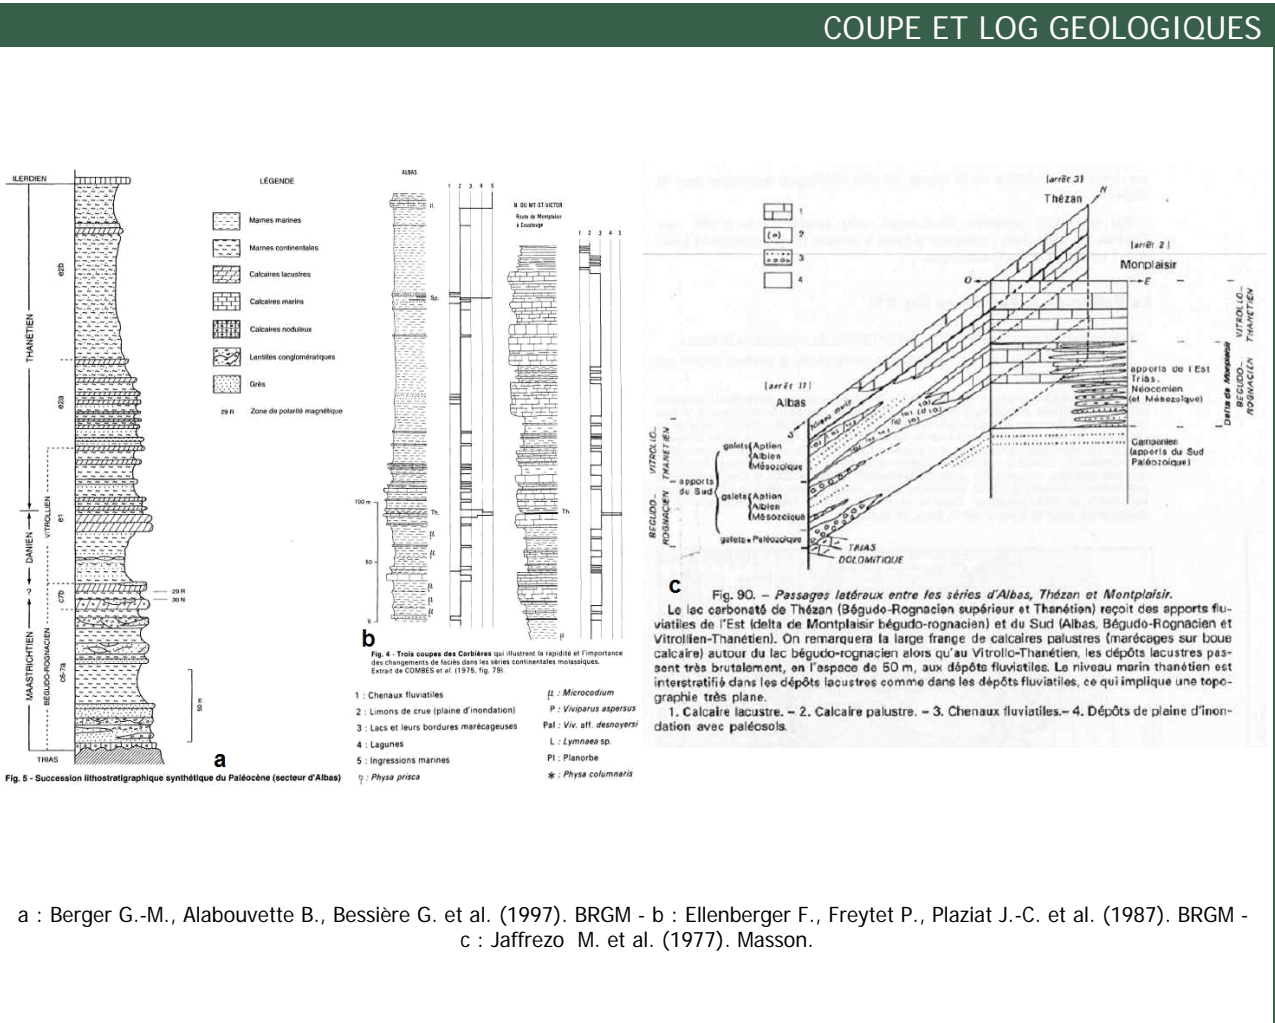 COUPE ET LOG GEOLOGIQUES
ILERDIEN
THANÉTIEN
DANIEN
?
MAASTRICHTIEN
VITROLLIEN
BÉGUDO-ROGNACIEN
e2b
e2a
e1
c7b
c6-7a
29 R
30 N
50 m
TRIAS
a
Fig. 5 - Succession lithostratigraphique synthétique du Paléocène (secteur d'Albas)
LÉGENDE
Marnes marines
Marnes continentales
Calcaires lacustres
Calcaires marins
Calcaires noduleux
Lentilles conglomératiques
Grès
29 R Zone de polarité magnétique
ALBAS
1 2 3 4 5
N. DU MT-ST-VICTOR
Route de Montplaisir
à Coustouge
1 2 3 4 5
Il.
Sp.
Th.
Th.
100 m
50
0
µ
µ
µ
µ
µ
µ
b
Fig. 4 - Trois coupes des Corbières qui illustrent la rapidité et l'importance
des changements de faciès dans les séries continentales molassiques.
Extrait de COMBES et al. (1975, fig. 79).
1 : Chenaux fluviatiles
2 : Limons de crue (plaine d'inondation)
3 : Lacs et leurs bordures marécageuses
4 : Lagunes
5 : Ingressions marines
: Physa prisca
µ : Microcodium
P : Viviparus aspersus
Pal : Viv. aff. desnoyersi
L : Lymnaea sp.
Pl : Planorbe
* : Physa columnaris
1
2
3
4
(arrêt 3)
Thézan
N
(arrêt 2)
Monplaisir
O
E
(arrêt 1)
Albas
Niveau marin
VITROLLO-
THANETIEN
BEGUDO-
ROGNACIEN
galets Aptien
Albien
Mésozoïque
apports
du Sud
galets Aptien
Albien
Mésozoïque
galets Paléozoïque
TRIAS
DOLOMITIQUE
apports de l'Est
Trias.
Néocomien
(et Mésozoïque)
Campanien
(apports du Sud
Paléozoïque)
Delta de Monplaisir
BÉGUDO-
ROGNACIEN
VITROLLO-
THANETIEN
c
Fig. 90. – Passages latéraux entre les séries d'Albas, Thézan et Montplaisir.
Le lac carbonaté de Thézan (Bégudo-Rognacien supérieur et Thanétien) reçoit des apports flu-
viatiles de l'Est (delta de Montplaisir bégudo-rognacien) et du Sud (Albas, Bégudo-Rognacien et
Vitrollien-Thanétien). On remarquera la large frange de calcaires palustres (marécages sur boue
calcaire) autour du lac bégudo-rognacien alors qu'au Vitrollo-Thanétien, les dépôts lacustres pas-
sent très brutalement, en l'espace de 50 m, aux dépôts fluviatiles. Le niveau marin thanétien est
interstratifié dans les dépôts lacustres comme dans les dépôts fluviatiles, ce qui implique une topo-
graphie très plane.
1. Calcaire lacustre. – 2. Calcaire palustre. – 3. Chenaux fluviatiles.– 4. Dépôts de plaine d'inon-
dation avec paléosols.
a : Berger G.-M., Alabouvette B., Bessière G. et al. (1997). BRGM - b : Ellenberger F., Freytet P., Plaziat J.-C. et al. (1987). BRGM -
c : Jaffrezo M. et al. (1977). Masson.